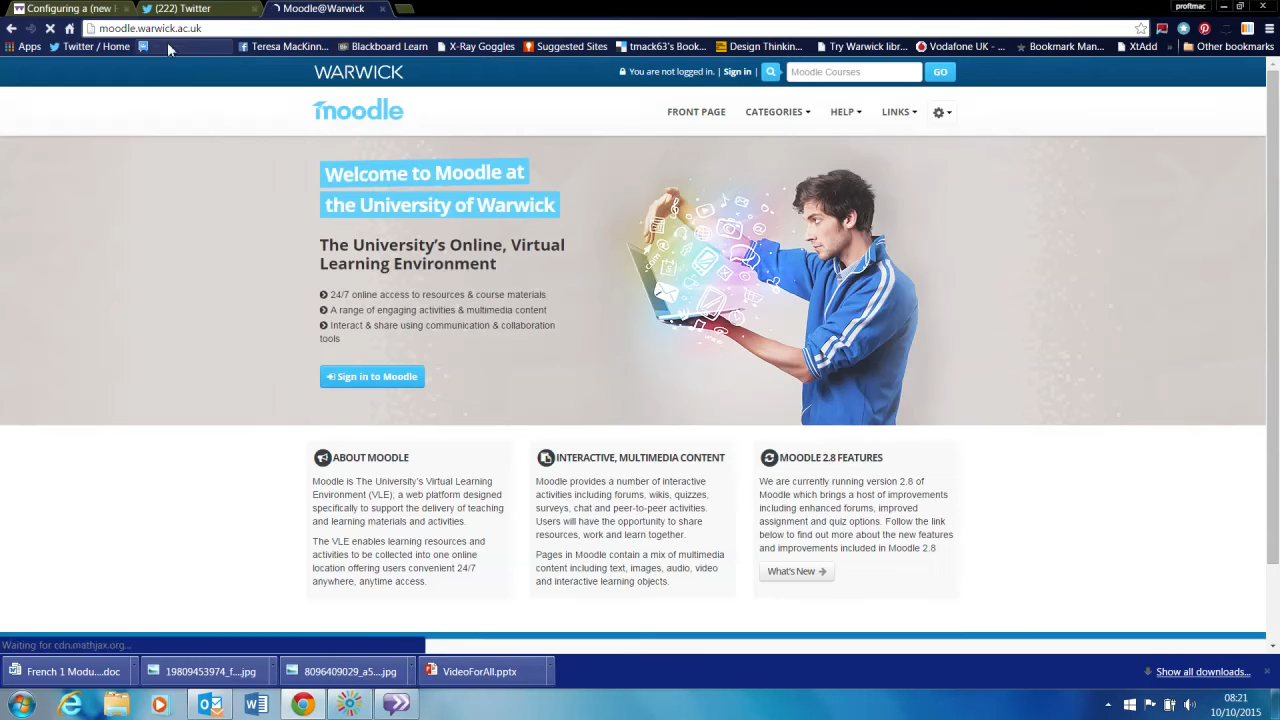 Configuring a (new
(222) Twitter
Moodle@Warwick
moodle.warwick.ac.uk
Apps
Twitter / Home
Teresa MacKinn...
Blackboard Learn
X-Ray Goggles
Suggested Sites
tmack63's Book...
Design Thinkin...
Try Warwick libr...
Vodafone UK -...
Bookmark Man...
XtAdd
»
Other bookmarks
WARWICK
You are not logged in. | Sign in |
Moodle Courses
GO
moodle
FRONT PAGE
CATEGORIES
HELP
LINKS
Welcome to Moodle at
the University of Warwick
The University's Online, Virtual
Learning Environment
24/7 online access to resources & course materials
A range of engaging activities & multimedia content
Interact & share using communication & collaboration
tools
Sign in to Moodle
ABOUT MOODLE
Moodle is The University's Virtual Learning
Environment (VLE); a web platform designed
specifically to support the delivery of teaching
and learning materials and activities.
The VLE enables learning resources and
activities to be collected into one online
location offering users convenient 24/7
anywhere, anytime access.
INTERACTIVE, MULTIMEDIA CONTENT
Moodle provides a number of interactive
activities including forums, wikis, quizzes,
surveys, chat and peer-to-peer activities.
Users will have the opportunity to share
resources, work and learn together.
Pages in Moodle contain a mix of multimedia
content including text, images, audio, video
and interactive learning objects.
MOODLE 2.8 FEATURES
We are currently running version 2.8 of
Moodle which brings a host of improvements
including enhanced forums, improved
assignment and quiz options. Follow the link
below to find out more about the new features
and improvements included in Moodle 2.8
What's New
Waiting for cdn.mathjax.org...
French 1 Modu....doc
19809453974_f...jpg
8096409029_a5....jpg
VideoForAll.pptx
Show all downloads...
08:21
10/10/2015